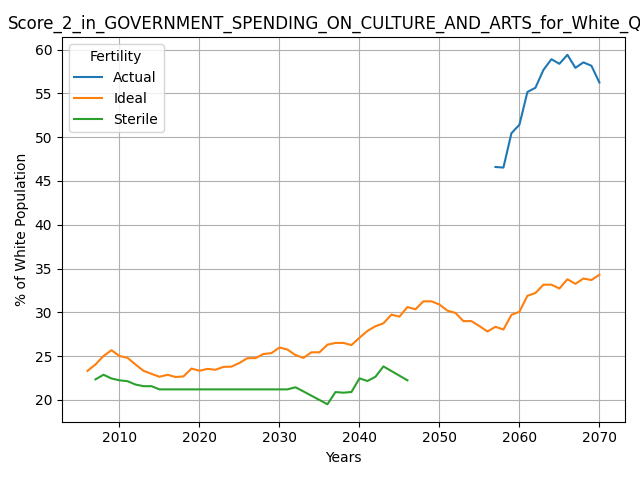 Score_2_in_GOVERNMENT_SPENDING_ON_CULTURE_AND_ARTS_for_White_Q
Fertility
Actual
Ideal
Sterile
% of White Population
60
55
50
45
40
35
30
25
20
2010 2020 2030 2040 2050 2060 2070
Years